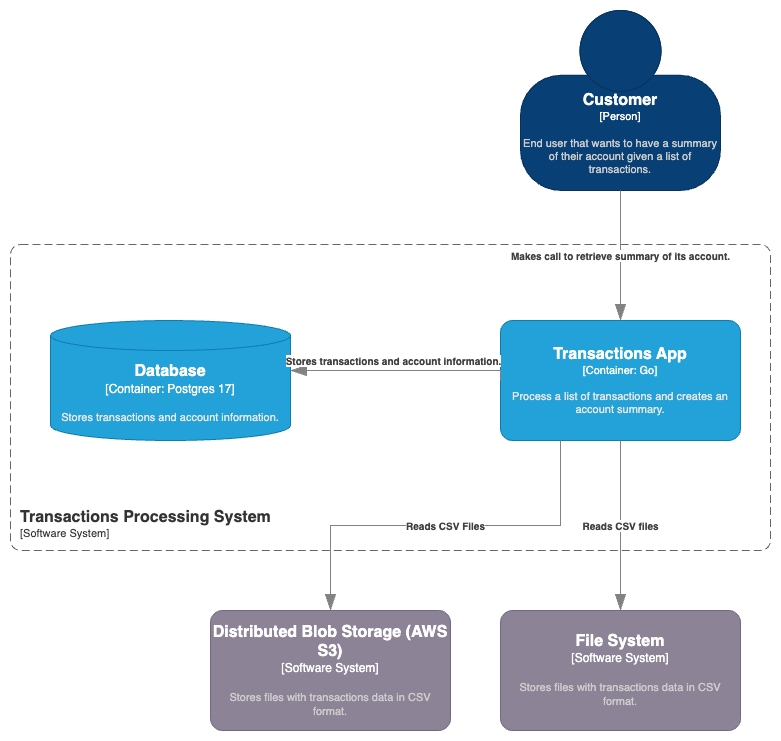 Customer
[Person]
End user that wants to have a summary
of their account given a list of
transactions.
Makes call to retrieve summary of its account.
Database
[Container: Postgres 17]
Stores transactions and account information.
Stores transactions and account information.
Transactions App
[Container: Go]
Process a list of transactions and creates an
account summary.
Transactions Processing System
[Software System]
Reads CSV Files
Reads CSV files
Distributed Blob Storage (AWS
S3)
[Software System]
Stores files with transactions data in CSV
format.
File System
[Software System]
Stores files with transactions data in CSV
format.